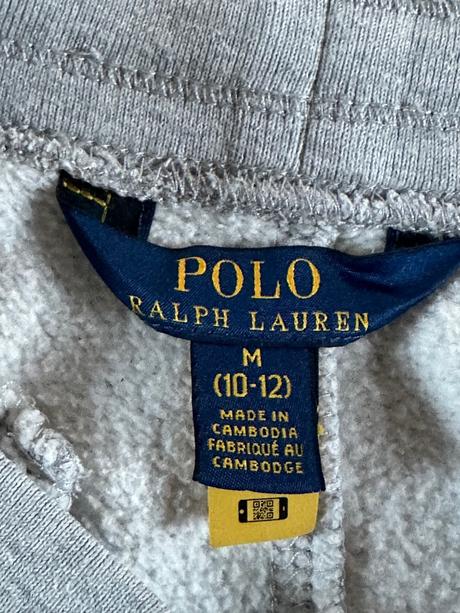 POLO
RALPH LAUREN
M
(10-12)
MADE IN
CAMBODIA
FABRIQUÉ AU
CAMBODGE